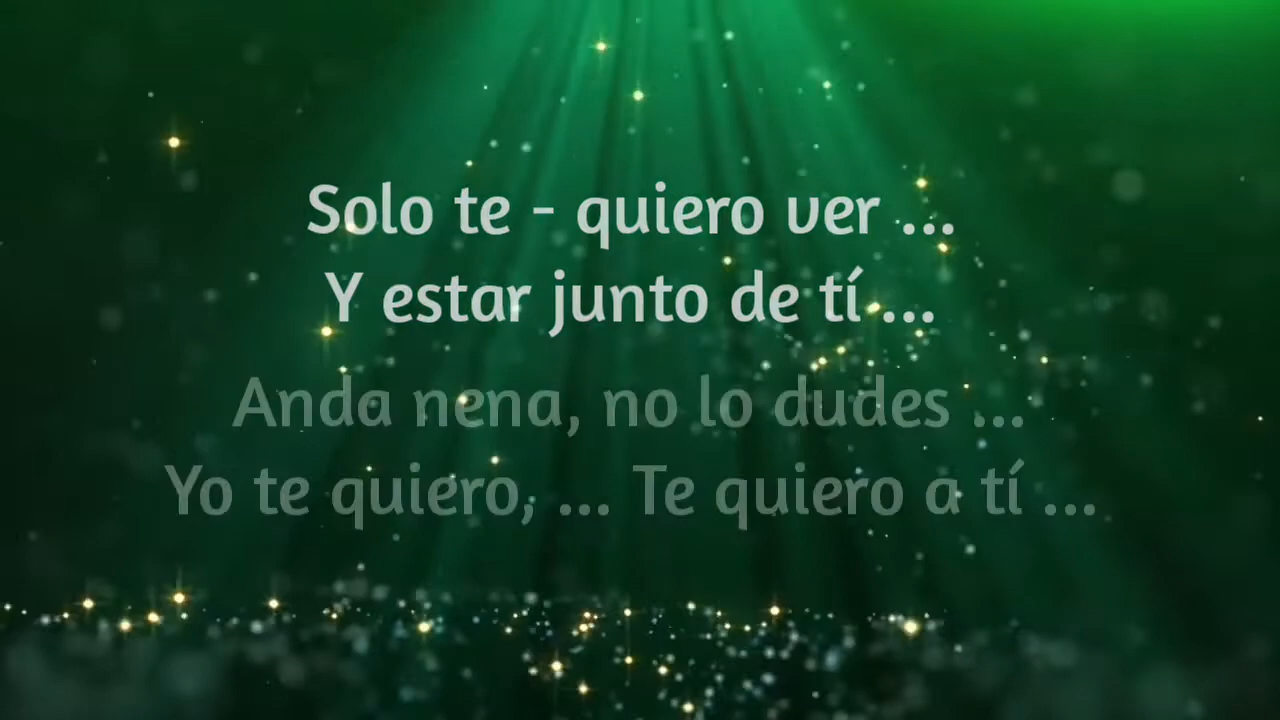 Solo te - quiero ver ...
Y estar junto de tí ...
Anda nena, no lo dudes ...
Yo te quiero, ... Te quiero a tí ...